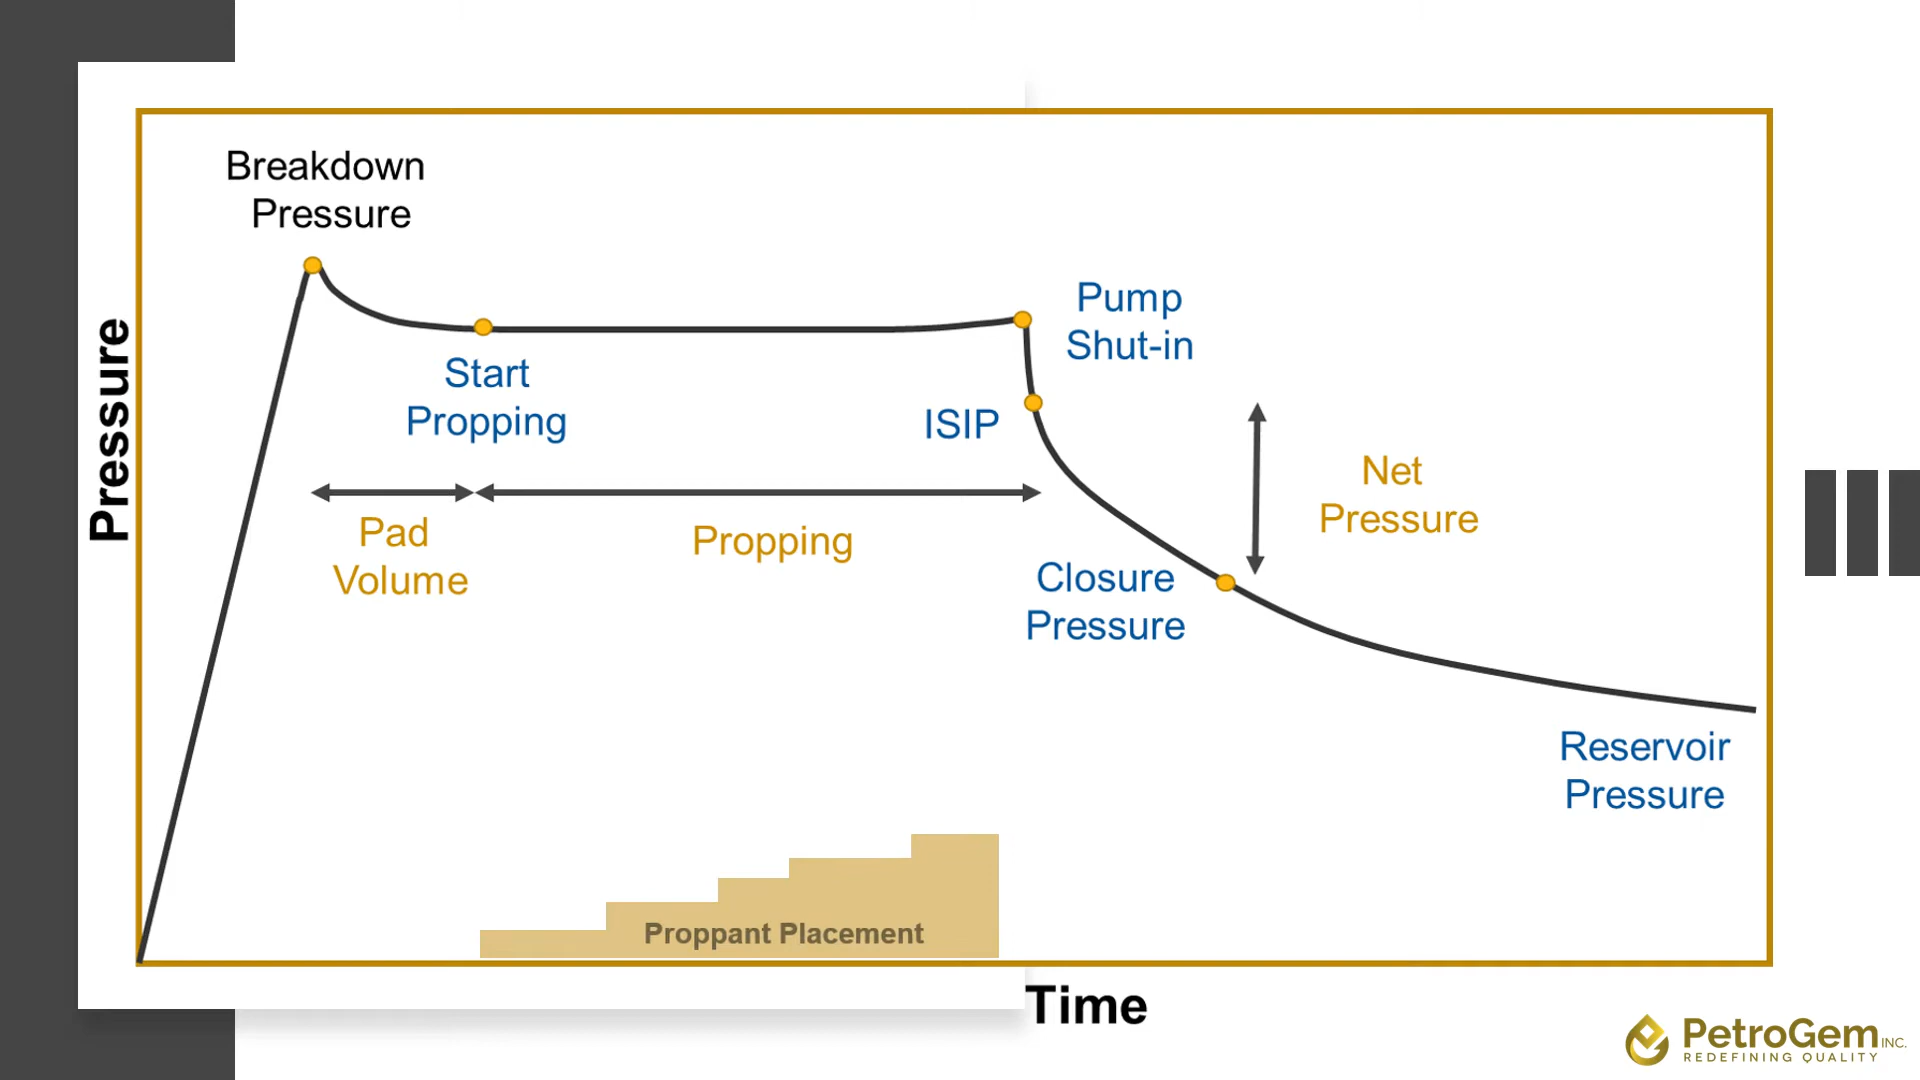 Breakdown
Pressure
Pump
Shut-in
Start
Propping
ISIP
Net
Pressure
Pad
Volume
Propping
Closure
Pressure
Reservoir
Pressure
Proppant Placement
Pressure
Time
PetroGem INC.
REDEFINING QUALITY